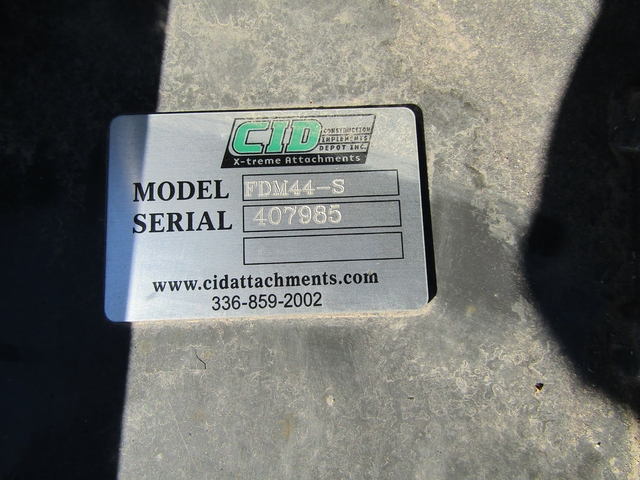 CID CONSTRUCTION
IMPLEMENTS
DEPOT INC.
X-treme Attachments
MODEL FDM44-S
SERIAL 407985
www.cidattachments.com
336-859-2002